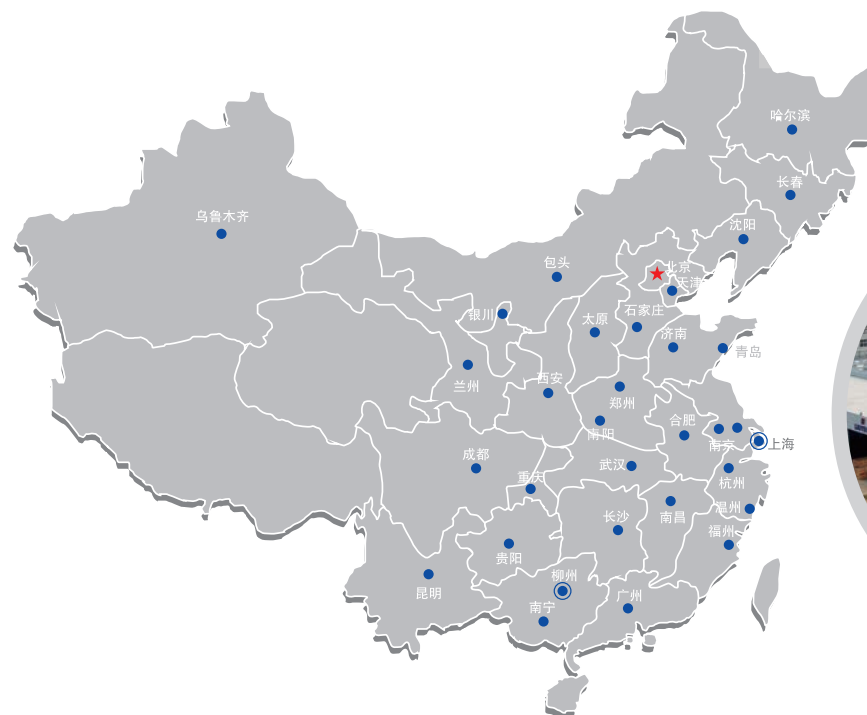 哈尔滨
长春
乌鲁木齐
沈阳
包头
北京
天津
银川
太原
石家庄
济南
青岛
兰州
西安
郑州
南阳
合肥
南京
上海
成都
重庆
武汉
杭州
长沙
南昌
温州
福州
贵阳
昆明
柳州
南宁
广州